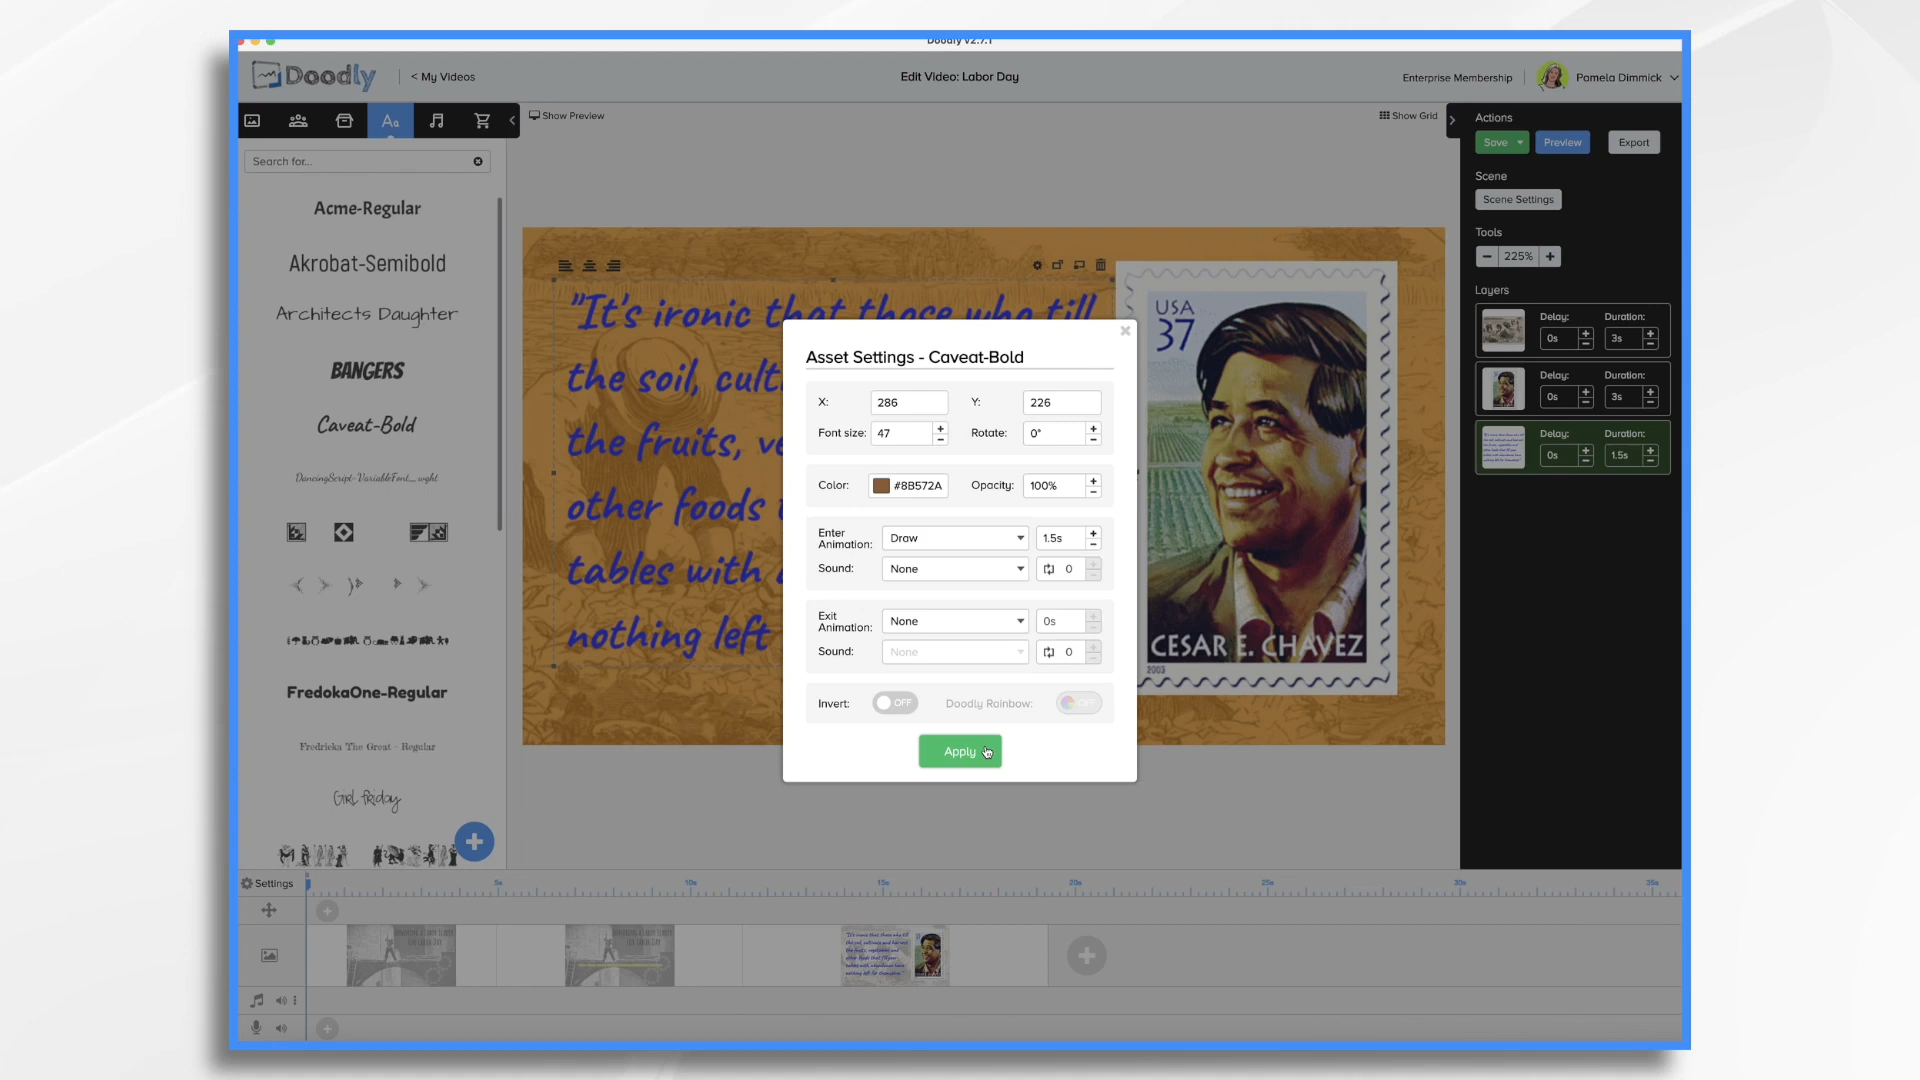 Doodly v2.7.1
Doodly
< My Videos
Edit Video: Labor Day
Enterprise Membership
Pamela Dimmick
Aa
Show Preview
Show Grid
Search for...
Acme-Regular
Akrobat-Semibold
Architects Daughter
BANGERS
Caveat-Bold
DancingScript-VariableFont_wght
FredokaOne-Regular
Fredricka The Great - Regular
Girl Friday
"It's ironic that those who till
the soil, cult
the fruits, ve
other foods
tables with
nothing left
USA
37
CESAR E. CHAVEZ
2003
Asset Settings - Caveat-Bold
X: 286 Y: 226
Font size: 47 Rotate: 0°
Color: #8B572A Opacity: 100%
Enter Animation: Draw 1.5s
Sound: None 0
Exit Animation: None 0s
Sound: None 0
Invert: OFF Doodly Rainbow: OFF
Apply
Actions
Save Preview Export
Scene
Scene Settings
Tools
225%
Layers
Delay: Duration:
0s 3s
Delay: Duration:
0s 3s
Delay: Duration:
0s 1.5s
Settings
5s 10s 15s 20s 25s 30s 35s